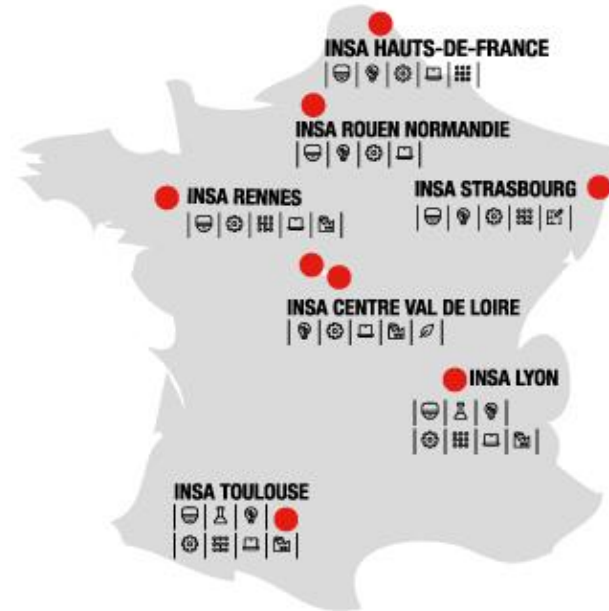 INSA HAUTS-DE-FRANCE
INSA ROUEN NORMANDIE
INSA STRASBOURG
INSA RENNES
INSA CENTRE VAL DE LOIRE
INSA LYON
INSA TOULOUSE